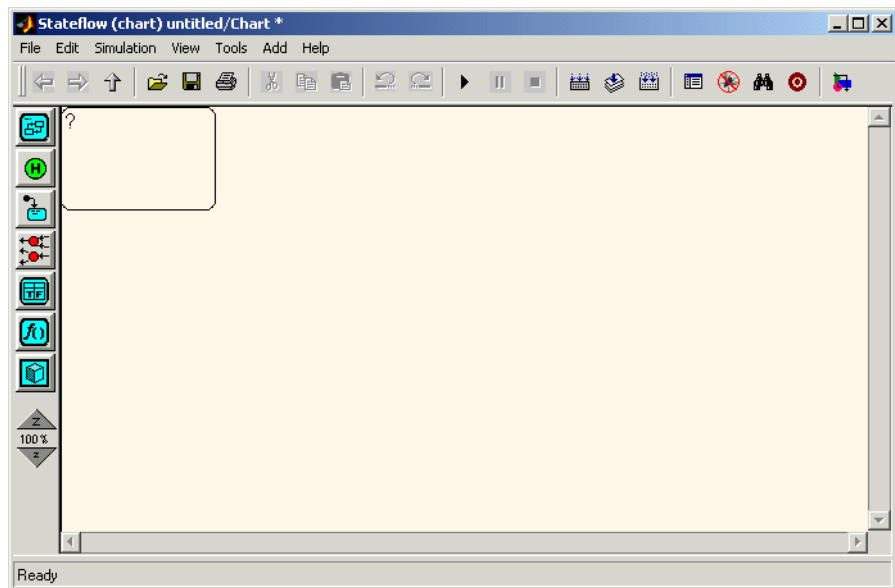 Stateflow (chart) untitled/Chart *
File Edit Simulation View Tools Add Help
?
H
T F
f()
Z
100%
z
Ready